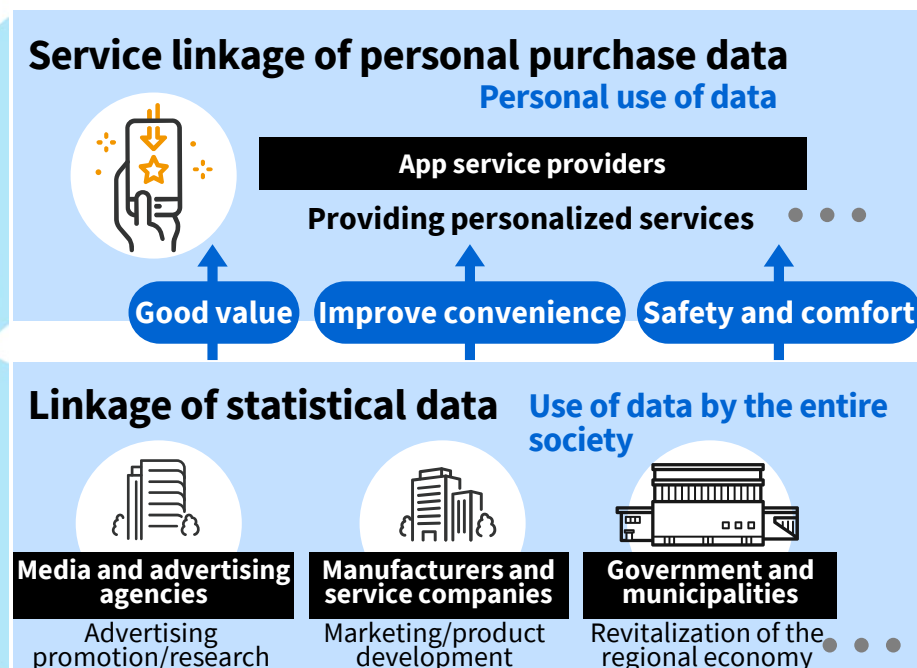 Service linkage of personal purchase data
Personal use of data
App service providers
Providing personalized services
Good value
Improve convenience
Safety and comfort
Linkage of statistical data
Use of data by the entire
society
Media and advertising
agencies
Advertising
promotion/research
Manufacturers and
service companies
Marketing/product
development
Government and
municipalities
Revitalization of the
regional economy